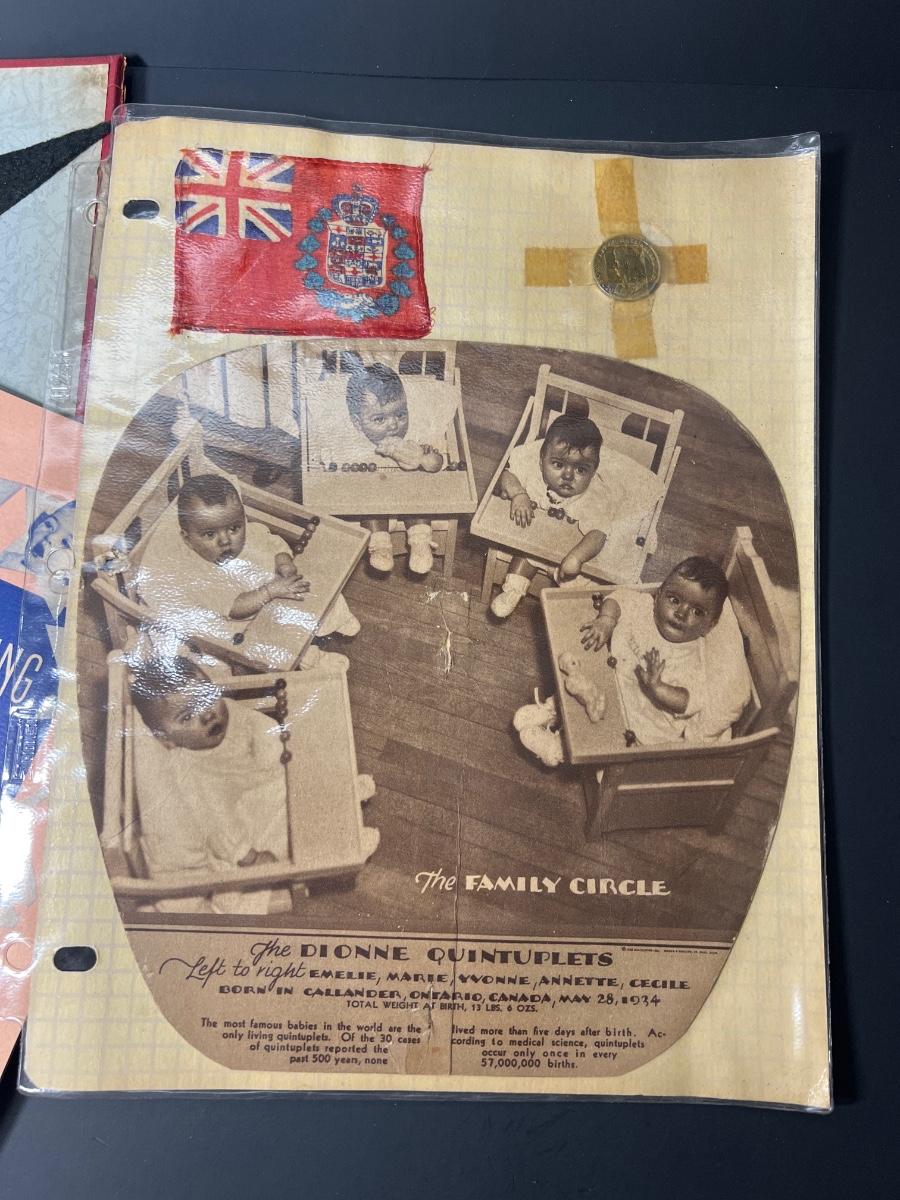 The FAMILY CIRCLE
The DIONNE QUINTUPLETS
Left to right EMELIE, MARIE, YVONNE, ANNETTE, CECILE
BORN IN CALLANDER, ONTARIO, CANADA, MAY 28, 1934
TOTAL WEIGHT AT BIRTH, 13 LBS. 6 OZS.
The most famous babies in the world are the
only living quintuplets. Of the 30 cases
of quintuplets reported the
past 500 years, none
lived more than five days after birth. Ac-
cording to medical science, quintuplets
occur only once in every
57,000,000 births.
NG